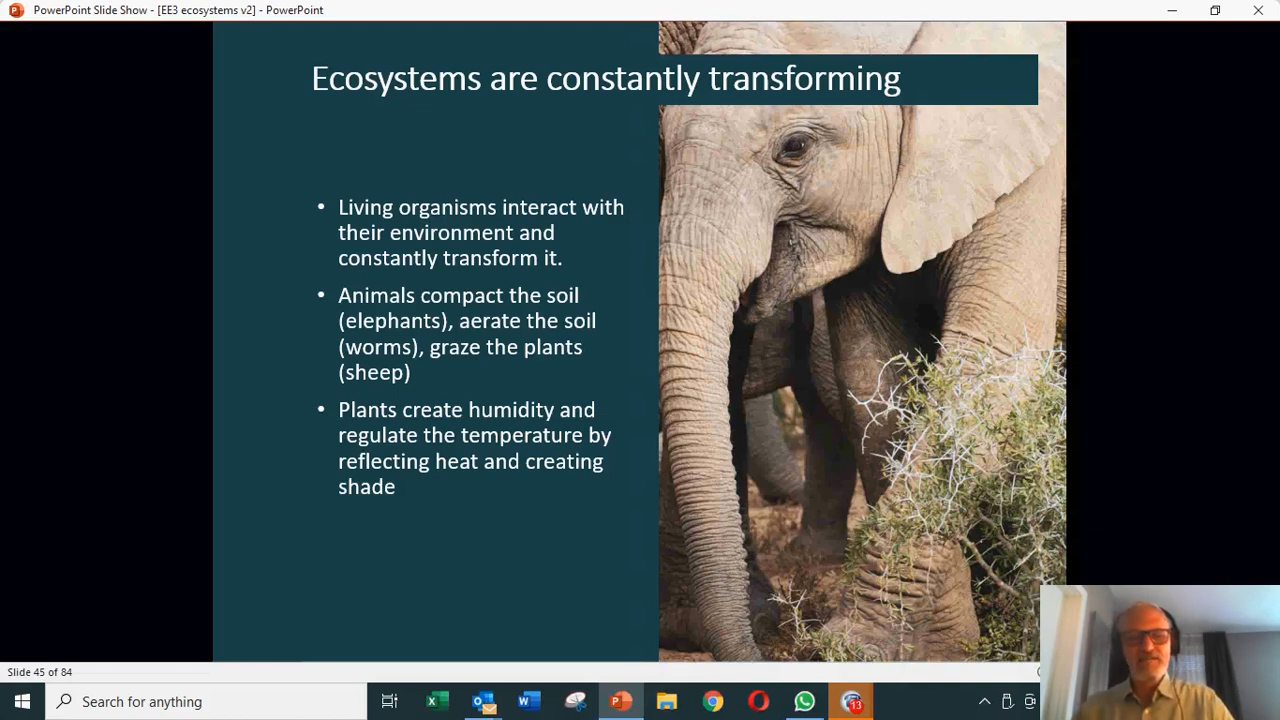 PowerPoint Slide Show - [EE3 ecosystems v2] - PowerPoint
Ecosystems are constantly transforming
• Living organisms interact with
their environment and
constantly transform it.
• Animals compact the soil
(elephants), aerate the soil
(worms), graze the plants
(sheep)
• Plants create humidity and
regulate the temperature by
reflecting heat and creating
shade
Slide 45 of 84
Search for anything
13